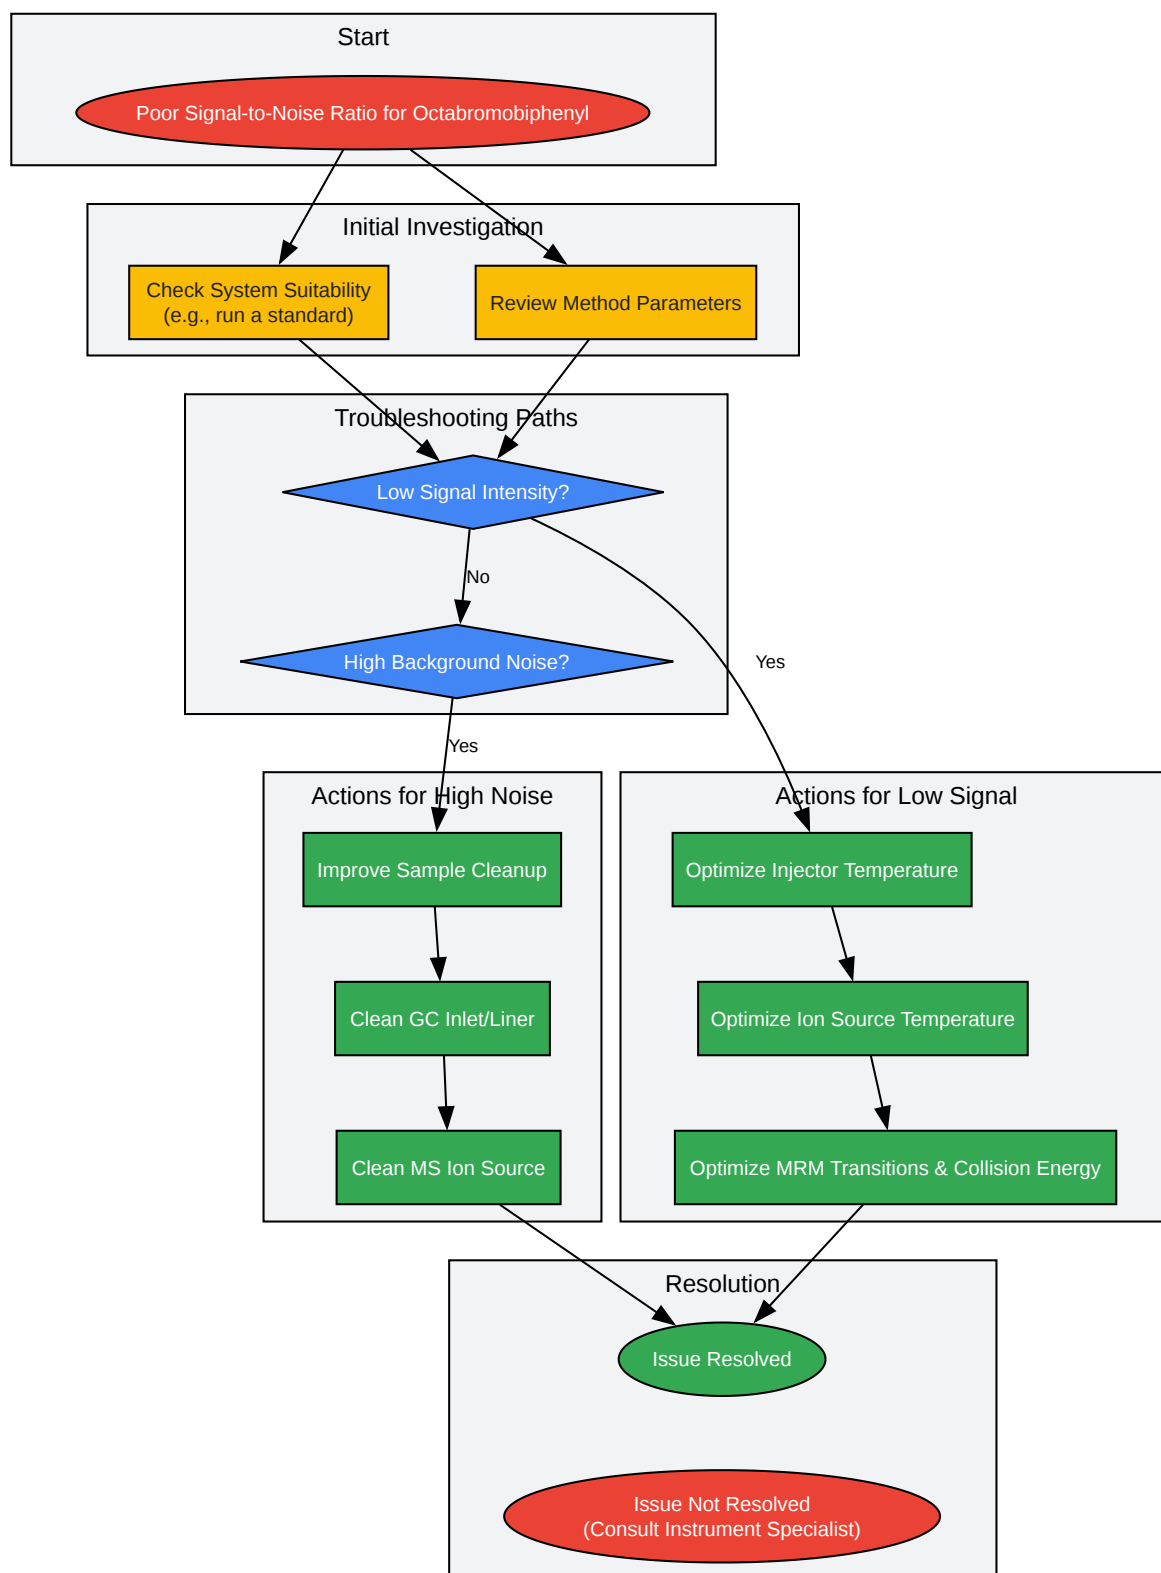 Start
Poor Signal-to-Noise Ratio for Octabromobiphenyl
Initial Investigation
Check System Suitability
(e.g., run a standard)
Review Method Parameters
Troubleshooting Paths
Low Signal Intensity?
No
High Background Noise?
Yes
Yes
Actions for High Noise
Improve Sample Cleanup
Clean GC Inlet/Liner
Clean MS Ion Source
Actions for Low Signal
Optimize Injector Temperature
Optimize Ion Source Temperature
Optimize MRM Transitions & Collision Energy
Resolution
Issue Resolved
Issue Not Resolved
(Consult Instrument Specialist)